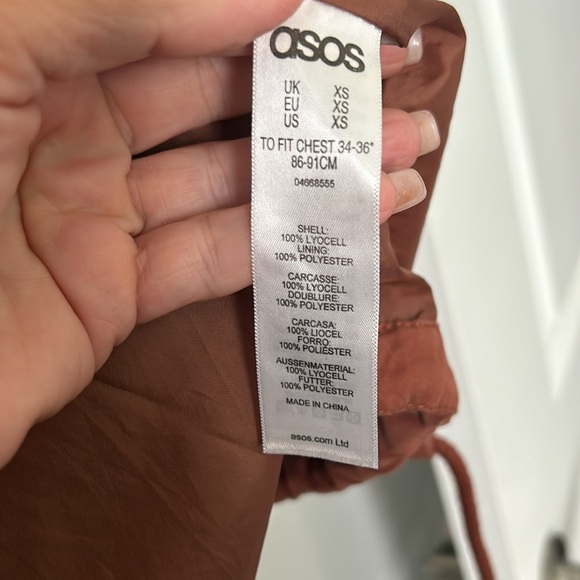 asos
UK XS
EU XS
US XS
TO FIT CHEST 34-36"
86-91CM
04668555
SHELL:
100% LYOCELL
LINING:
100% POLYESTER
CARCASSE:
100% LYOCELL
DOUBLURE:
100% POLYESTER
CARCASA:
100% LIOCEL
FORRO:
100% POLIÉSTER
AUSSENMATERIAL:
100% LYOCELL
FUTTER:
100% POLYESTER
MADE IN CHINA
asos.com Ltd